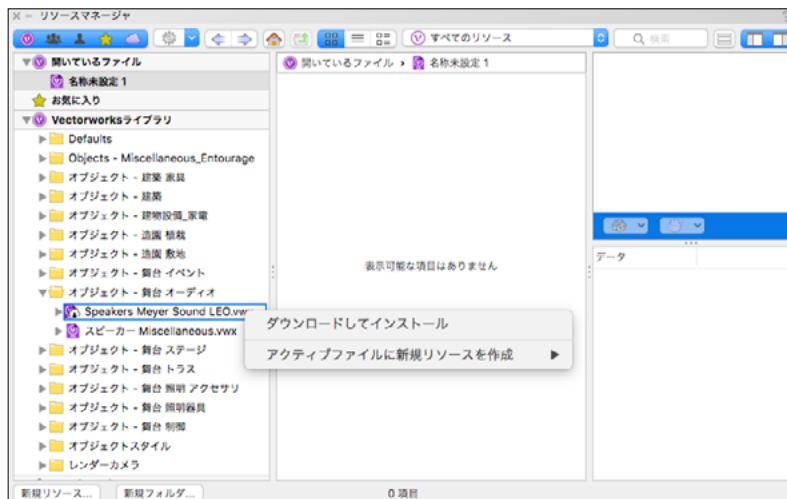 リソースマネージャ
すべてのリソース
検索
開いているファイル
名称未設定 1
お気に入り
Vectorworksライブラリ
Defaults
Objects - Miscellaneous_Entourage
オブジェクト - 建築 家具
オブジェクト - 建築
オブジェクト - 建物設備_家電
オブジェクト - 造園 植栽
オブジェクト - 造園 敷地
オブジェクト - 舞台 イベント
オブジェクト - 舞台 オーディオ
Speakers Meyer Sound LEO.vwx
スピーカー Miscellaneous.vwx
オブジェクト - 舞台 ステージ
オブジェクト - 舞台 トラス
オブジェクト - 舞台 照明 アクセサリ
オブジェクト - 舞台 照明器具
オブジェクト - 舞台 制御
オブジェクトスタイル
レンダーカメラ
新規リソース...
新規フォルダ...
開いているファイル › 名称未設定 1
表示可能な項目はありません
ダウンロードしてインストール
アクティブファイルに新規リソースを作成
0 項目
データ